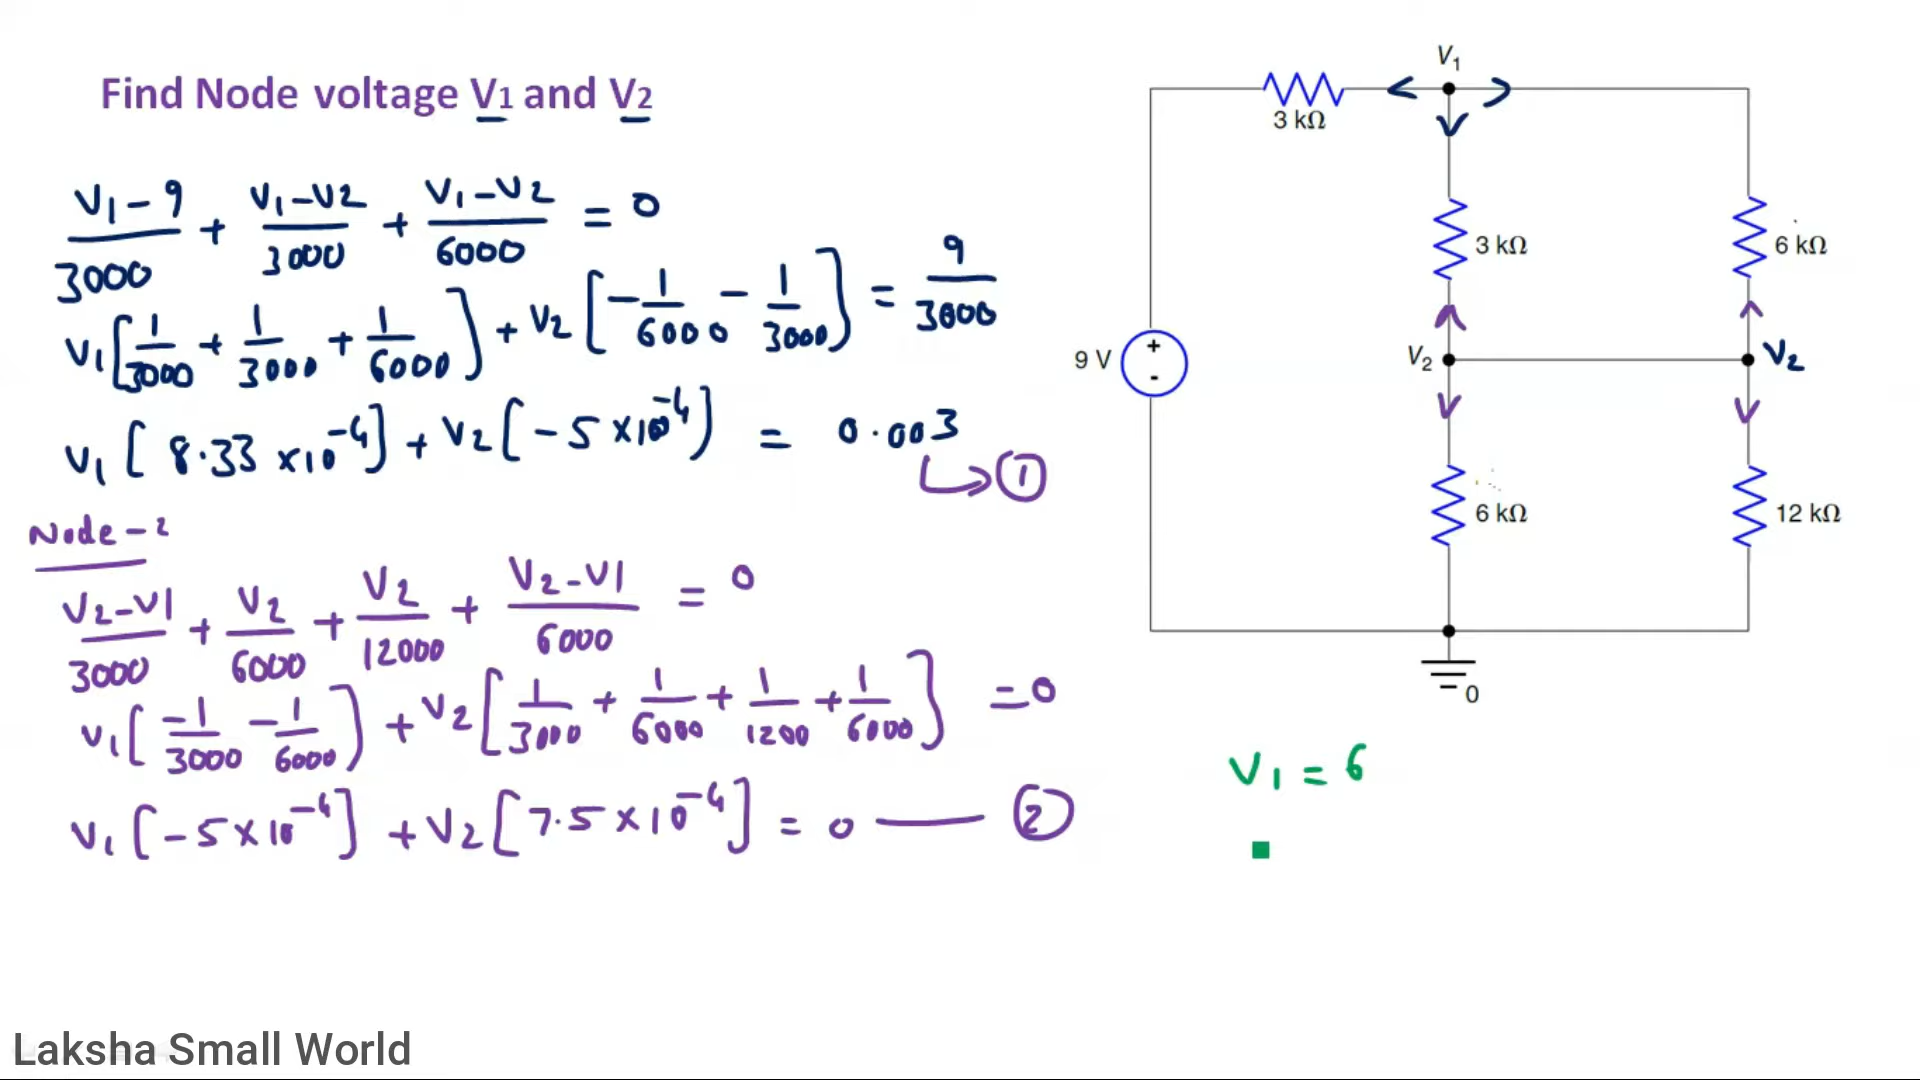 Find Node voltage V1 and V2
V1-9/3000 + V1-V2/3000 + V1-V2/6000 = 0
V1[1/3000 + 1/3000 + 1/6000] + V2[-1/6000 - 1/3000] = 9/3000
V1[8.33 x10^-4] + V2[-5 x10^-4] = 0.003
→ ①
Node-2
V2-V1/3000 + V2/6000 + V2/12000 + V2-V1/6000 = 0
V1[-1/3000 -1/6000] + V2[1/3000 + 1/6000 + 1/1200 + 1/6000] = 0
V1[-5x10^-4] + V2[7.5x10^-4] = 0 — ②
V1
3 kΩ
3 kΩ
6 kΩ
9 V
+
-
V2
V2
6 kΩ
12 kΩ
0
V1 = 6
Laksha Small World